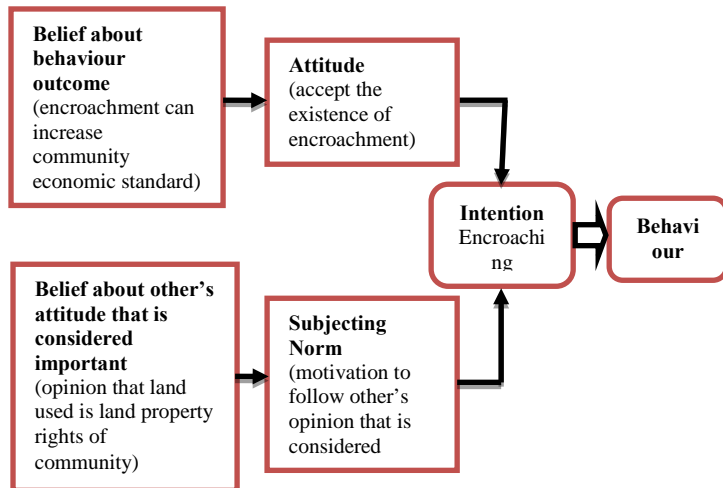 Belief about
behaviour
outcome
(encroachment can
increase
community
economic standard)
Attitude
(accept the
existence of
encroachment)
Intention
Encroachi
ng
Behavi
our
Belief about other's
attitude that is
considered
important
(opinion that land
used is land property
rights of
community)
Subjecting
Norm
(motivation to
follow other's
opinion that is
considered